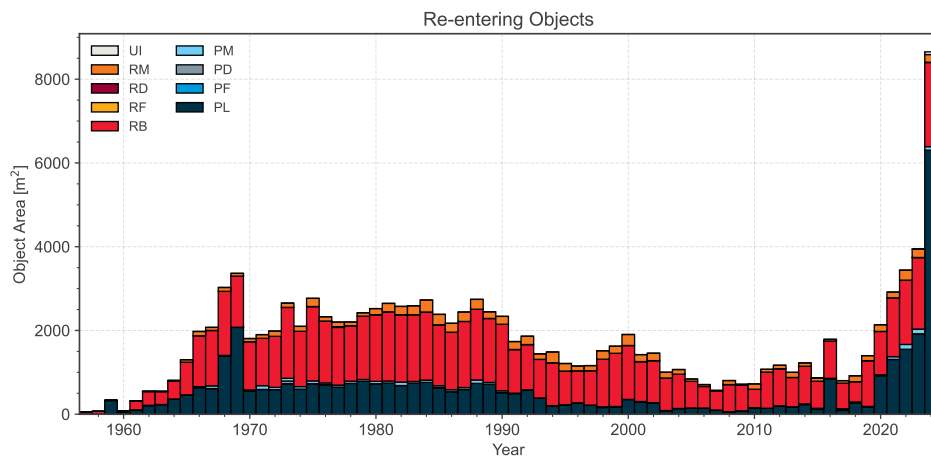 Re-entering Objects
UI
RM
RD
RF
RB
PM
PD
PF
PL
Object Area [m²]
8000
6000
4000
2000
0
1960 1970 1980 1990 2000 2010 2020
Year